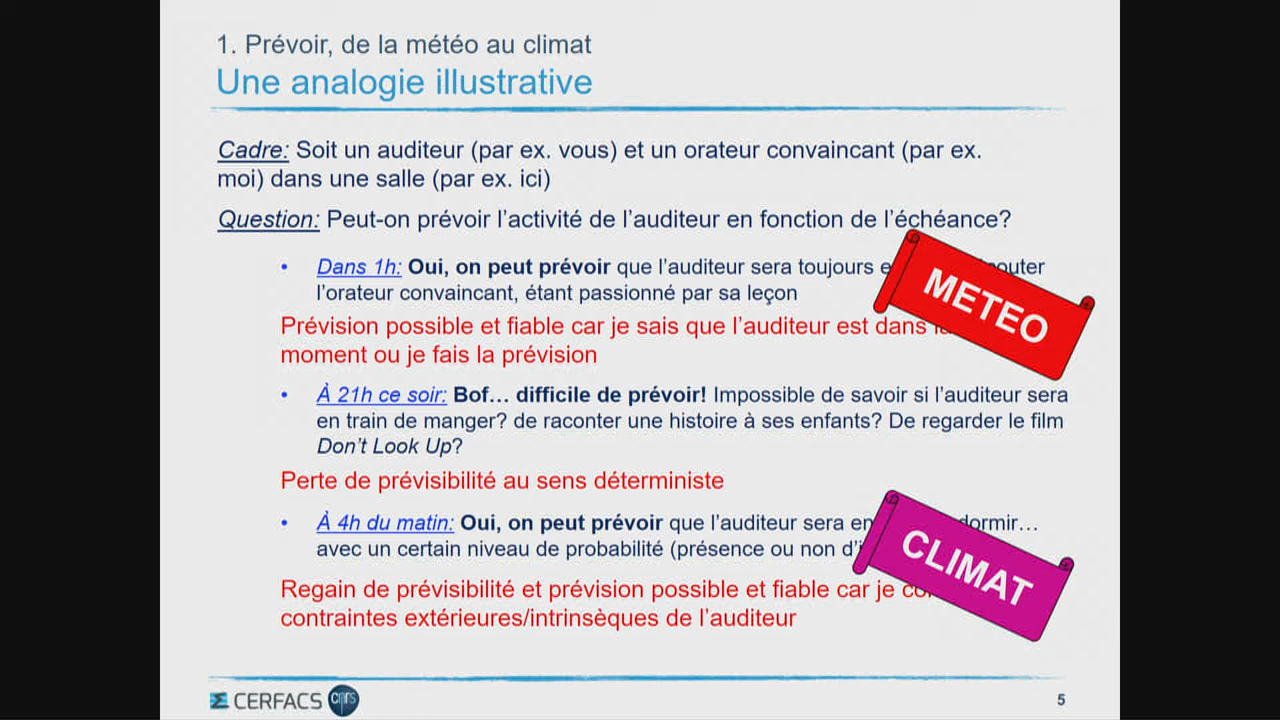 1. Prévoir, de la météo au climat
Une analogie illustrative
Cadre: Soit un auditeur (par ex. vous) et un orateur convaincant (par ex.
moi) dans une salle (par ex. ici)
Question: Peut-on prévoir l'activité de l'auditeur en fonction de l'échéance?
• Dans 1h: Oui, on peut prévoir que l'auditeur sera toujours
l'orateur convaincant, étant passionné par sa leçon
METEO
Prévision possible et fiable car je sais que l'auditeur est dans
moment ou je fais la prévision
• À 21h ce soir: Bof… difficile de prévoir! Impossible de savoir si l'auditeur sera
en train de manger? de raconter une histoire à ses enfants? De regarder le film
Don't Look Up?
Perte de prévisibilité au sens déterministe
• À 4h du matin: Oui, on peut prévoir que l'auditeur sera en dormir…
avec un certain niveau de probabilité (présence ou non
CLIMAT
Regain de prévisibilité et prévision possible et fiable car je
contraintes extérieures/intrinsèques de l'auditeur
CERFACS cnrs
5